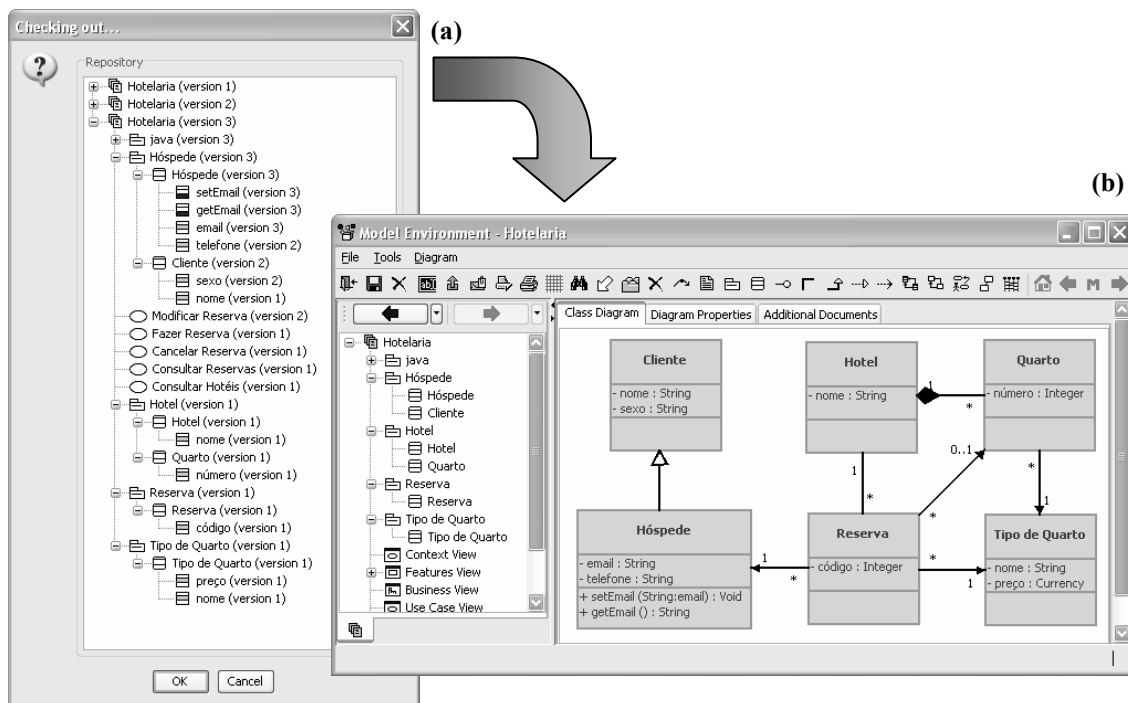 Checking out...
(a)
Repository
Hotelaria (version 1)
Hotelaria (version 2)
Hotelaria (version 3)
java (version 3)
Hóspede (version 3)
Hóspede (version 3)
setEmail (version 3)
getEmail (version 3)
email (version 3)
telefone (version 2)
Cliente (version 2)
sexo (version 2)
nome (version 1)
Modificar Reserva (version 2)
Fazer Reserva (version 1)
Cancelar Reserva (version 1)
Consultar Reservas (version 1)
Consultar Hotéis (version 1)
Hotel (version 1)
Hotel (version 1)
nome (version 1)
Quarto (version 1)
número (version 1)
Reserva (version 1)
Reserva (version 1)
código (version 1)
Tipo de Quarto (version 1)
Tipo de Quarto (version 1)
preço (version 1)
nome (version 1)
OK
Cancel
(b)
Model Environment - Hotelaria
File Tools Diagram
abl
M
Class Diagram
Diagram Properties
Additional Documents
Hotelaria
java
Hóspede
Hóspede
Cliente
Hotel
Hotel
Quarto
Reserva
Reserva
Tipo de Quarto
Tipo de Quarto
Context View
Features View
Business View
Use Case View
Cliente
- nome : String
- sexo : String
Hotel
- nome : String
1
*
Quarto
- número : Integer
0..1
*
1
*
*
1
Hóspede
- email : String
- telefone : String
+ setEmail (String:email) : Void
+ getEmail () : String
1
*
Reserva
- código : Integer
*
1
Tipo de Quarto
- nome : String
- preço : Currency